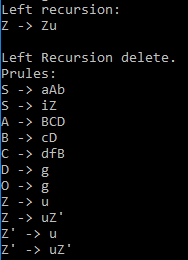 Left recursion:
Z -> Zu
Left Recursion delete.
Prules:
S -> aAb
S -> iZ
A -> BCD
B -> cD
C -> dfB
D -> g
O -> g
Z -> u
Z -> uZ'
Z' -> u
Z' -> uZ'